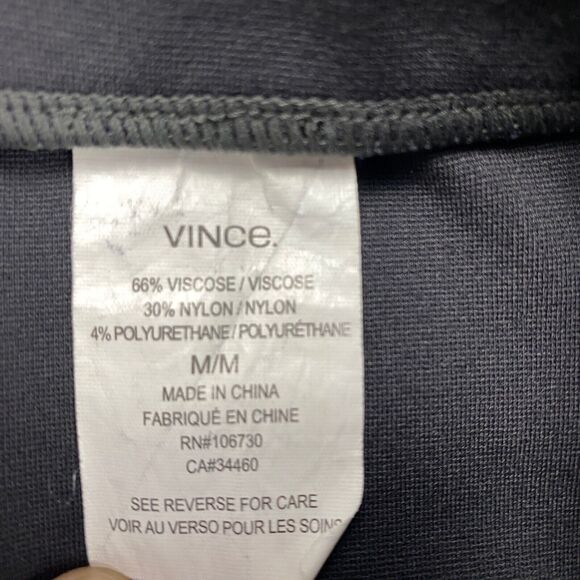 VINCe.
66% VISCOSE / VISCOSE
30% NYLON / NYLON
4% POLYURETHANE / POLYURÉTHANE
M/M
MADE IN CHINA
FABRIQUÉ EN CHINE
RN#106730
CA#34460
SEE REVERSE FOR CARE
VOIR AU VERSO POUR LES SOINS